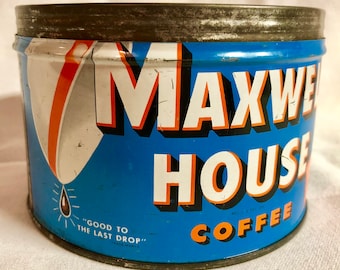 MAXWE
HOUSE
COFFEE
"GOOD TO
THE LAST DROP"